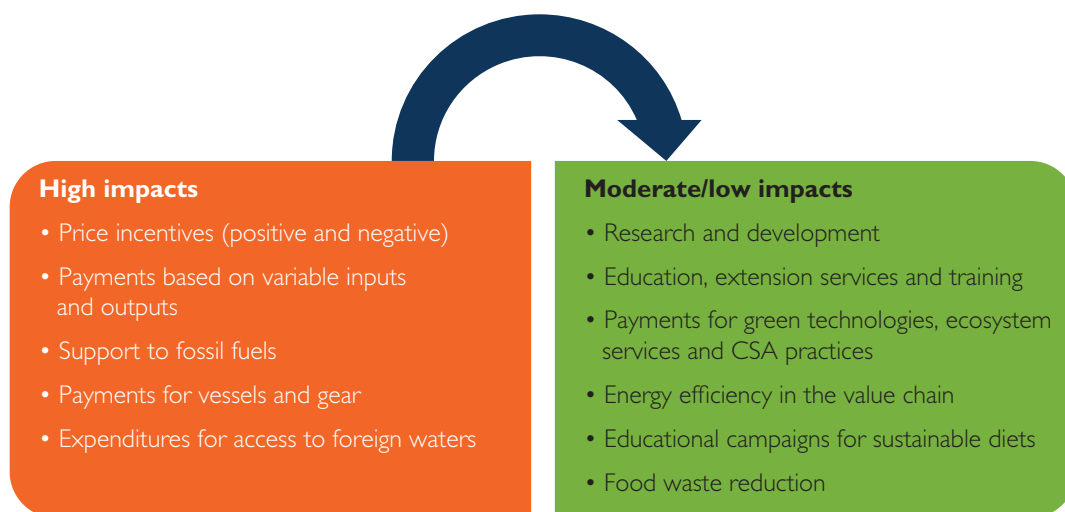 High impacts
• Price incentives (positive and negative)
• Payments based on variable inputs
and outputs
• Support to fossil fuels
• Payments for vessels and gear
• Expenditures for access to foreign waters
Moderate/low impacts
• Research and development
• Education, extension services and training
• Payments for green technologies, ecosystem
services and CSA practices
• Energy efficiency in the value chain
• Educational campaigns for sustainable diets
• Food waste reduction